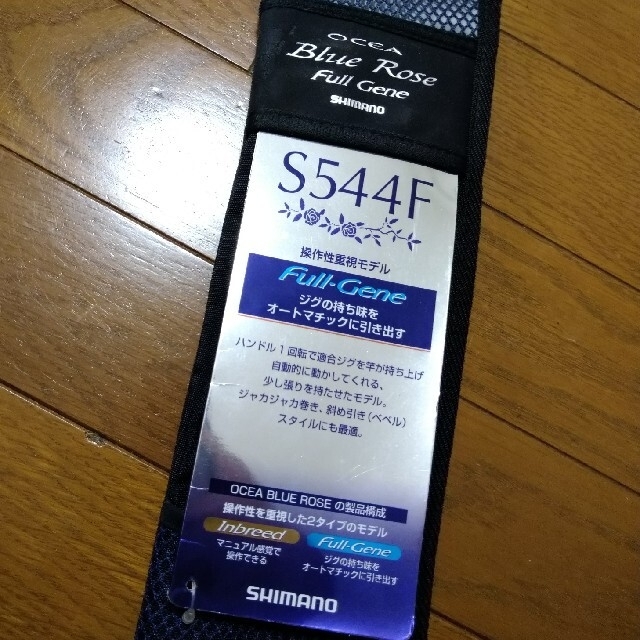 OCEA
Blue Rose
Full Gene
SHIMANO
S544F
操作性重視モデル
Full-Gene
ジグの持ち味を
オートマチックに引き出す
ハンドル1回転で適合ジグを竿が持ち上げ
自動的に動かしてくれる、
少し張りを持たせたモデル。
ジャカジャカ巻き、斜め引き(ベベル)
スタイルにも最適。
OCEA BLUE ROSE の製品構成
操作性を重視した2タイプのモデル
Inbreed
マニュアル感覚で
操作できる
Full-Gene
ジグの持ち味を
オートマチックに引き出す
SHIMANO